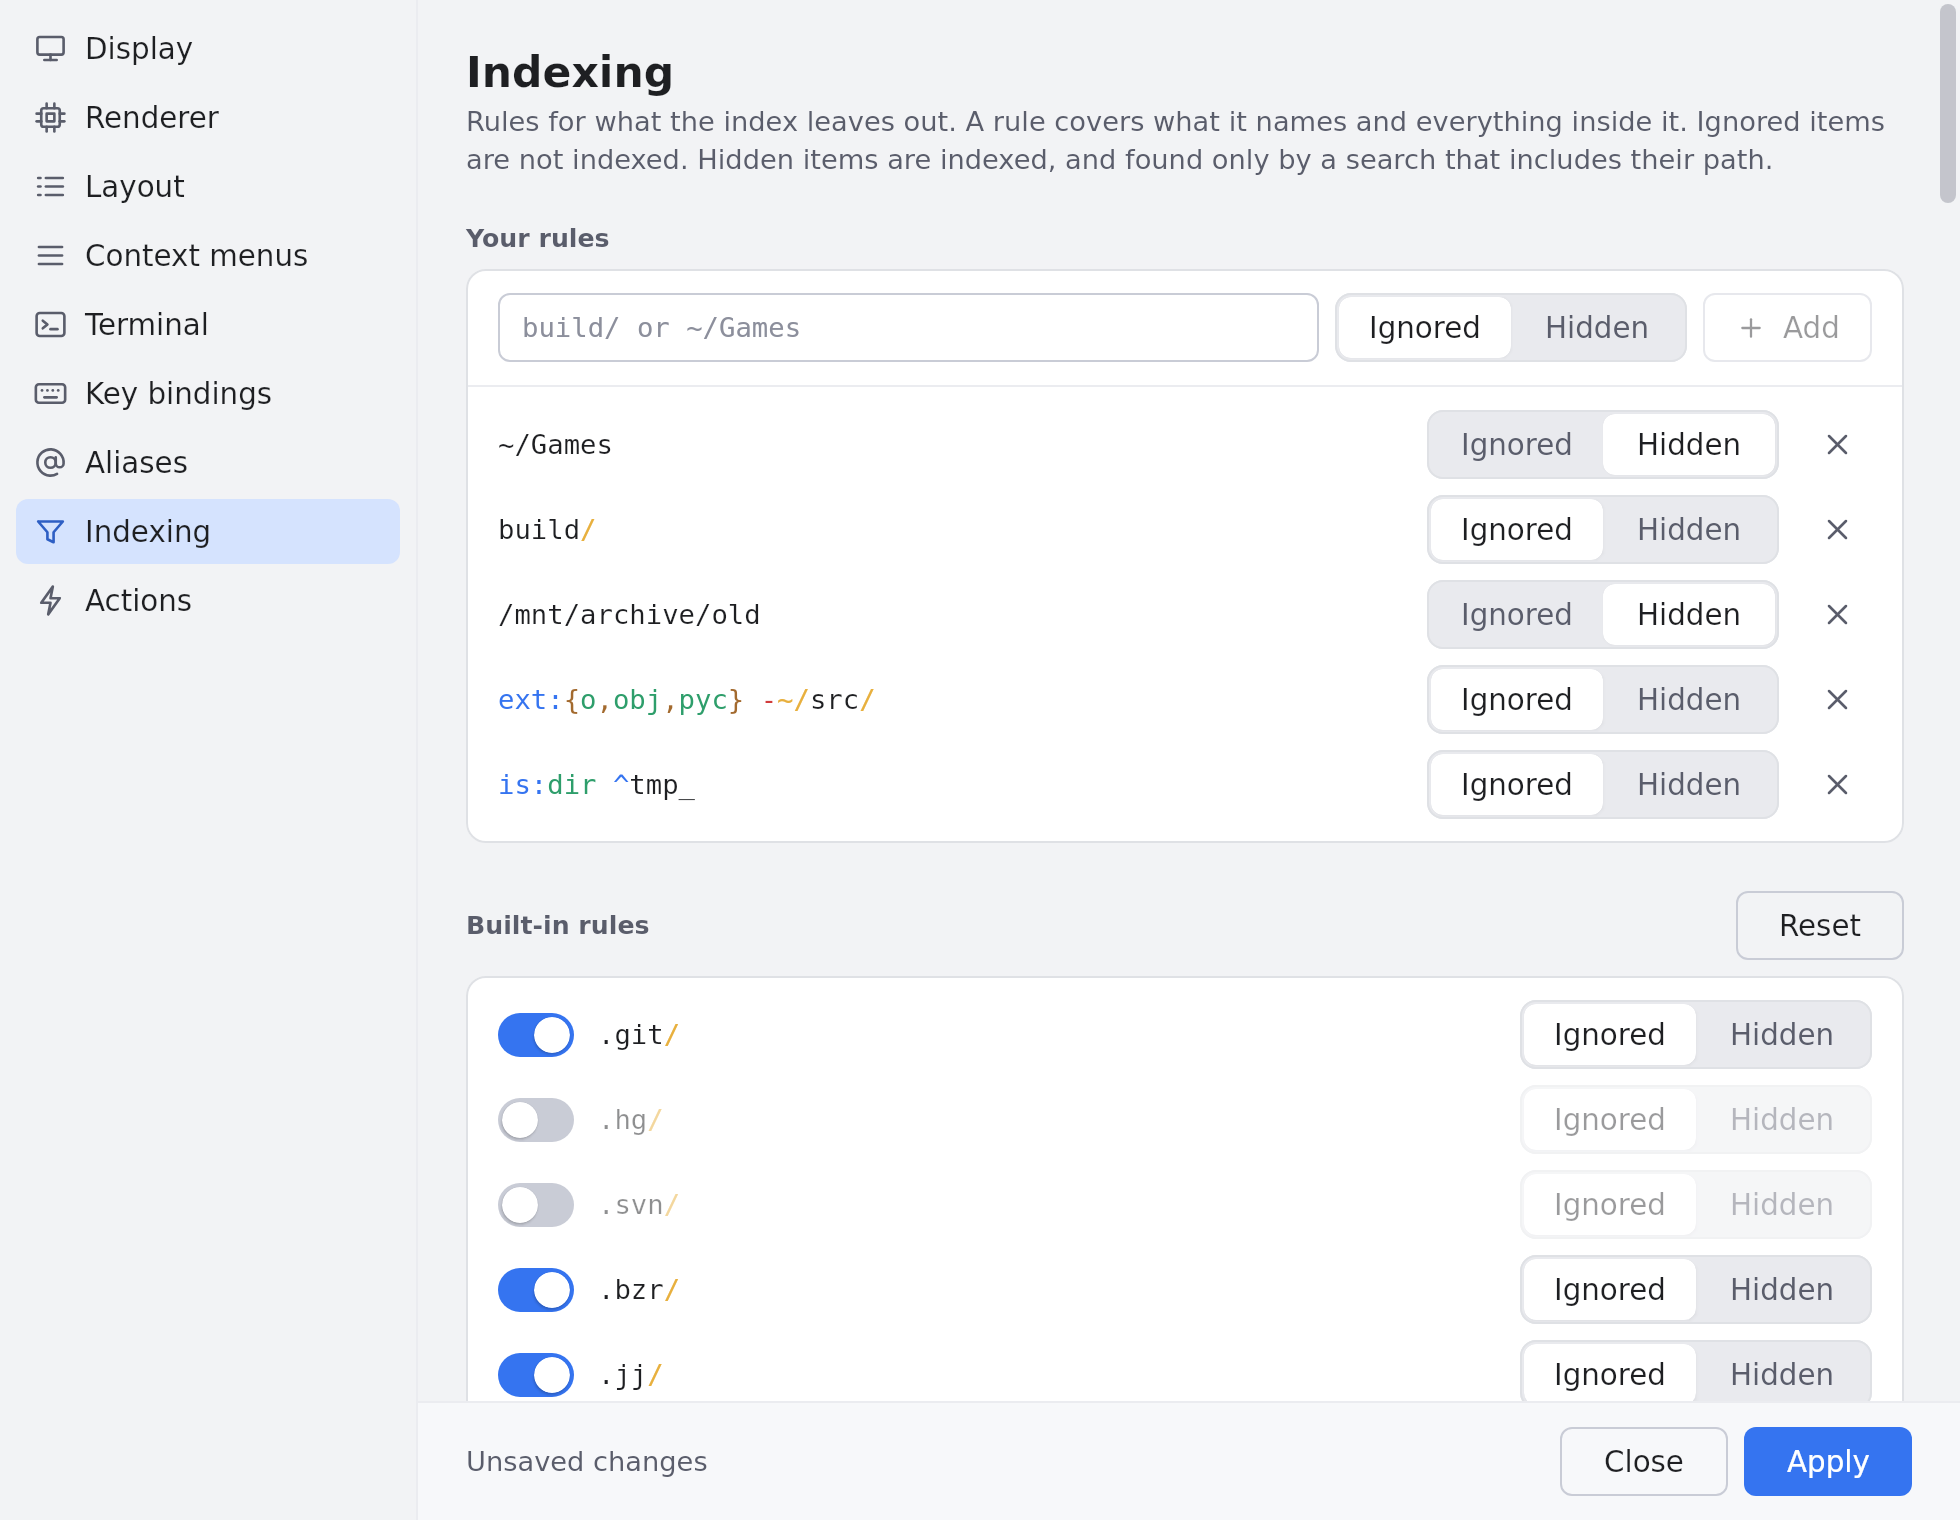 Display
Renderer
Layout
Context menus
Terminal
Key bindings
Aliases
Indexing
Actions
Indexing
Rules for what the index leaves out. A rule covers what it names and everything inside it. Ignored items
are not indexed. Hidden items are indexed, and found only by a search that includes their path.
Your rules
build/ or ~/Games Ignored Hidden + Add
~/Games Ignored Hidden
build/ Ignored Hidden
/mnt/archive/old Ignored Hidden
ext:{o,obj,pyc} -~/src/ Ignored Hidden
is:dir ^tmp_ Ignored Hidden
Built-in rules Reset
.git/ Ignored Hidden
.hg/ Ignored Hidden
.svn/ Ignored Hidden
.bzr/ Ignored Hidden
.jj/ Ignored Hidden
Unsaved changes Close Apply